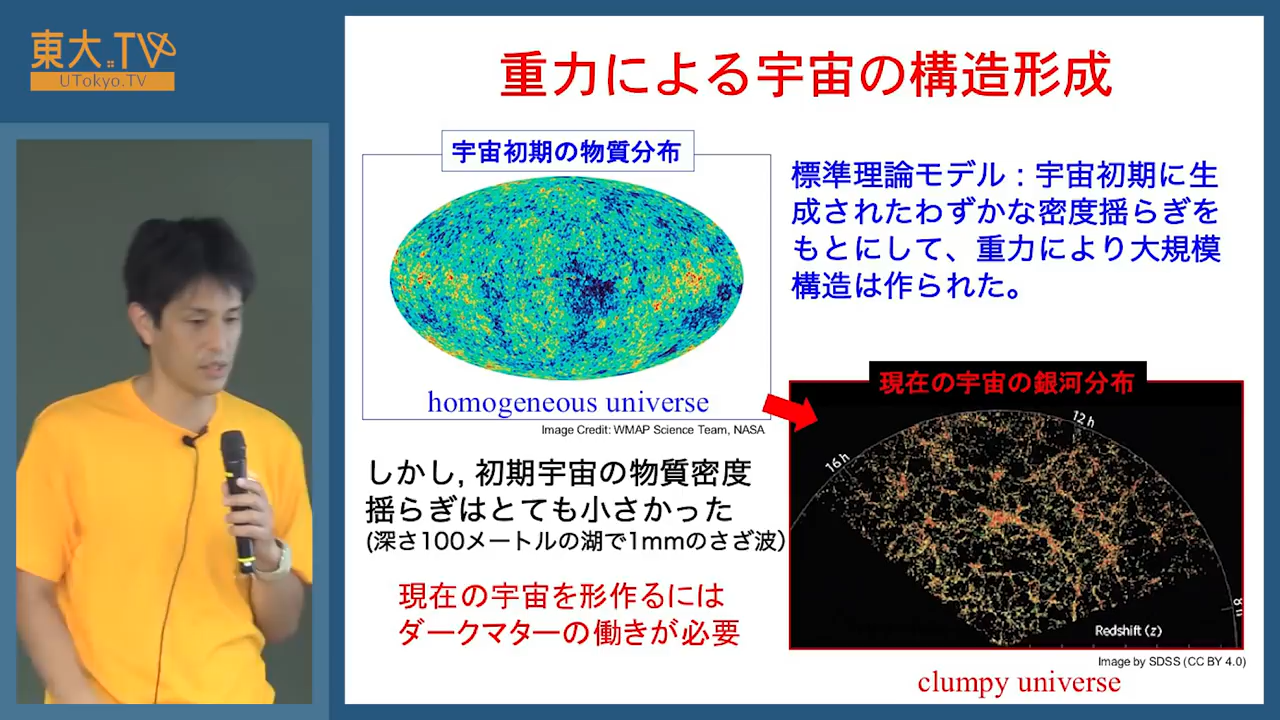 東大.TV
UTokyo.TV
重力による宇宙の構造形成
宇宙初期の物質分布
homogeneous universe
Image Credit: WMAP Science Team, NASA
標準理論モデル：宇宙初期に生
成されたわずかな密度揺らぎを
もとにして、重力により大規模
構造は作られた。
しかし, 初期宇宙の物質密度
揺らぎはとても小さかった
(深さ100メートルの湖で1mmのさざ波)
現在の宇宙を形作るには
ダークマターの働きが必要
現在の宇宙の銀河分布
12 h
16 h
Redshift (z)
Image by SDSS (CC BY 4.0)
clumpy universe